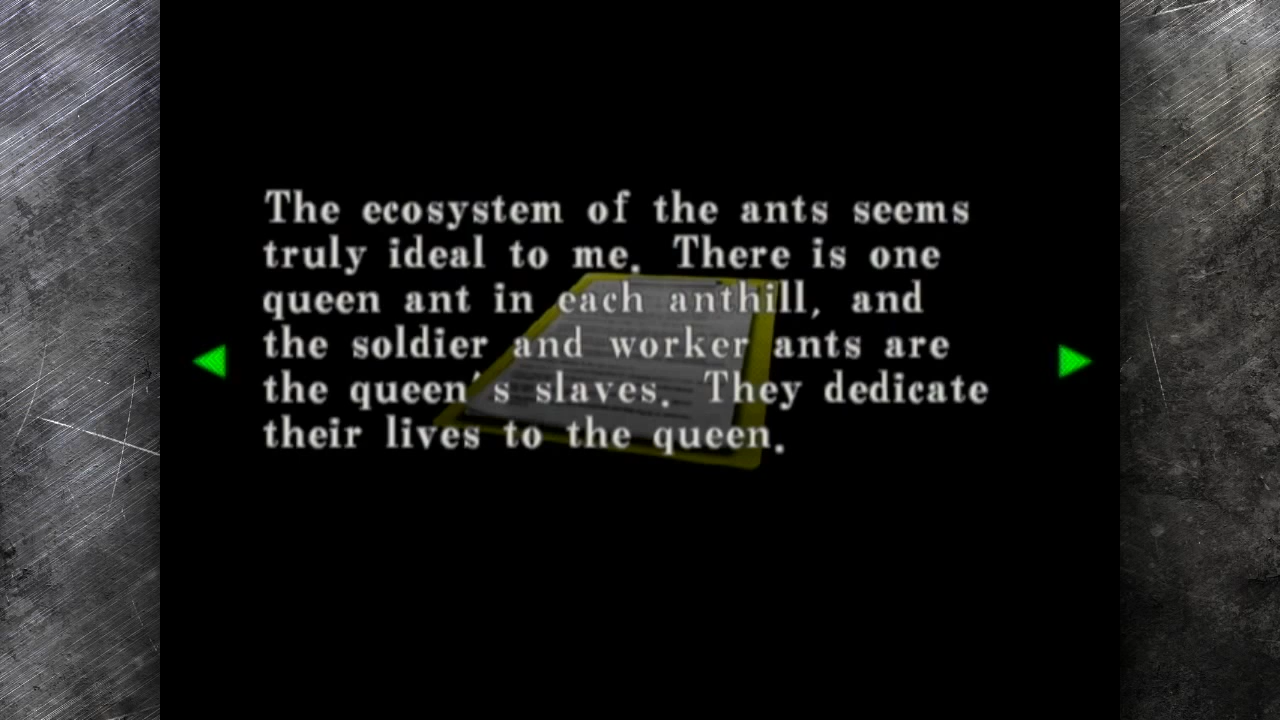 The ecosystem of the ants seems
truly ideal to me. There is one
queen ant in each anthill, and
the soldier and worker ants are
the queen's slaves. They dedicate
their lives to the queen.